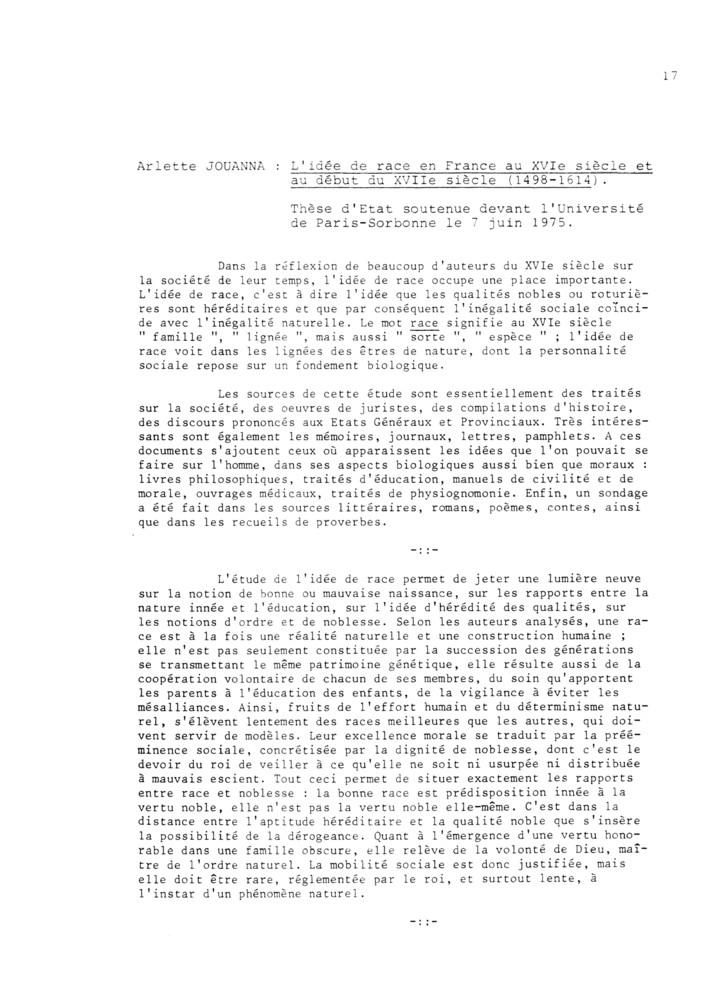 17
Arlette JOUANNA : L'idée de race en France au XVIe siècle et
au début du XVIIe siècle (1498-1614).
Thèse d'Etat soutenue devant l'Université
de Paris-Sorbonne le 7 juin 1975.
Dans la réflexion de beaucoup d'auteurs du XVIe siècle sur
la société de leur temps, l'idée de race occupe une place importante.
L'idée de race, c'est à dire l'idée que les qualités nobles ou roturiè-
res sont héréditaires et que par conséquent l'inégalité sociale coïnci-
de avec l'inégalité naturelle. Le mot race signifie au XVIe siècle
" famille ", " lignée ", mais aussi " sorte ", " espèce " ; l'idée de
race voit dans les lignées des êtres de nature, dont la personnalité
sociale repose sur un fondement biologique.
Les sources de cette étude sont essentiellement des traités
sur la société, des oeuvres de juristes, des compilations d'histoire,
des discours prononcés aux Etats Généraux et Provinciaux. Très intéres-
sants sont également les mémoires, journaux, lettres, pamphlets. A ces
documents s'ajoutent ceux où apparaissent les idées que l'on pouvait se
faire sur l'homme, dans ses aspects biologiques aussi bien que moraux :
livres philosophiques, traités d'éducation, manuels de civilité et de
morale, ouvrages médicaux, traités de physiognomonie. Enfin, un sondage
a été fait dans les sources littéraires, romans, poèmes, contes, ainsi
que dans les recueils de proverbes.
-::-
L'étude de l'idée de race permet de jeter une lumière neuve
sur la notion de bonne ou mauvaise naissance, sur les rapports entre la
nature innée et l'éducation, sur l'idée d'hérédité des qualités, sur
les notions d'ordre et de noblesse. Selon les auteurs analysés, une ra-
ce est à la fois une réalité naturelle et une construction humaine ;
elle n'est pas seulement constituée par la succession des générations
se transmettant le même patrimoine génétique, elle résulte aussi de la
coopération volontaire de chacun de ses membres, du soin qu'apportent
les parents à l'éducation des enfants, de la vigilance à éviter les
mésalliances. Ainsi, fruits de l'effort humain et du déterminisme natu-
rel, s'élèvent lentement des races meilleures que les autres, qui doi-
vent servir de modèles. Leur excellence morale se traduit par la préé-
minence sociale, concrétisée par la dignité de noblesse, dont c'est le
devoir du roi de veiller à ce qu'elle ne soit ni usurpée ni distribuée
à mauvais escient. Tout ceci permet de situer exactement les rapports
entre race et noblesse : la bonne race est prédisposition innée à la
vertu noble, elle n'est pas la vertu noble elle-même. C'est dans la
distance entre l'aptitude héréditaire et la qualité noble que s'insère
la possibilité de la dérogeance. Quant à l'émergence d'une vertu hono-
rable dans une famille obscure, elle relève de la volonté de Dieu, maî-
tre de l'ordre naturel. La mobilité sociale est donc justifiée, mais
elle doit être rare, réglementée par le roi, et surtout lente, à
l'instar d'un phénomène naturel.
-::-